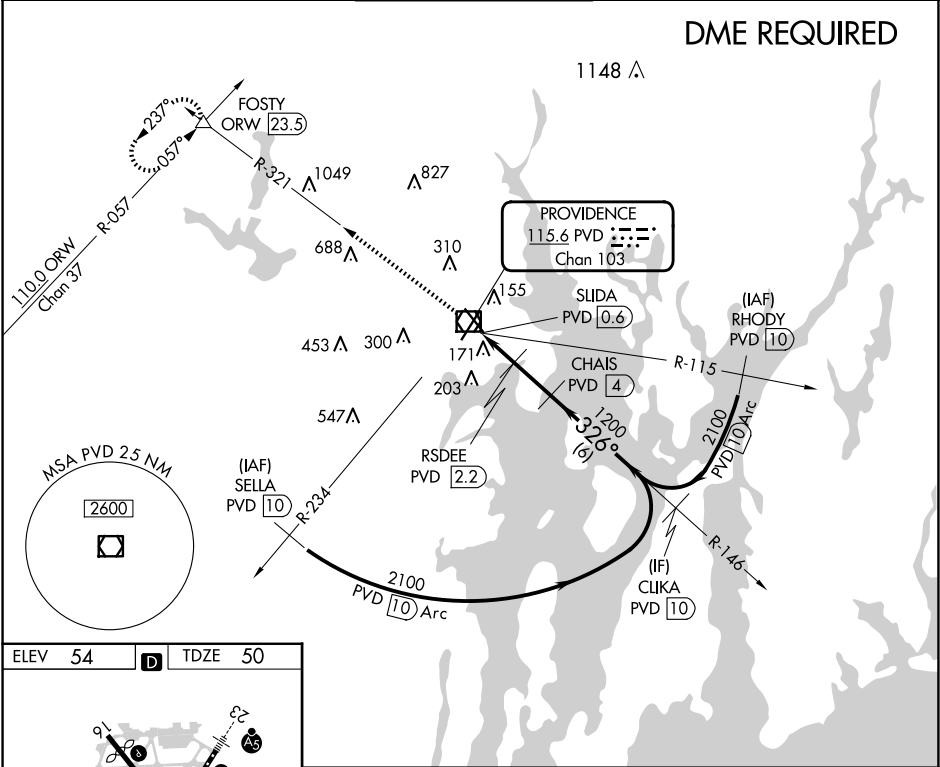 DME REQUIRED
1148
FOSTY
ORW 23.5
237°
057°
R-321
1049
827
R-057
110.0 ORW
Chan 37
688
310
PROVIDENCE
115.6 PVD
Chan 103
155
SLIDA
PVD 0.6
(IAF)
RHODY
PVD 10
453
300
171
203
R-115
CHAIS
PVD 4
547
1200
326°
(6)
2100
PVD 10 Arc
RSDEE
PVD 2.2
MSA PVD 25 NM
2600
(IAF)
SELLA
PVD 10
R-234
2100
PVD 10 Arc
R-146
(IF)
CLIKA
PVD 10
ELEV 54
D
TDZE 50
16
23
A5